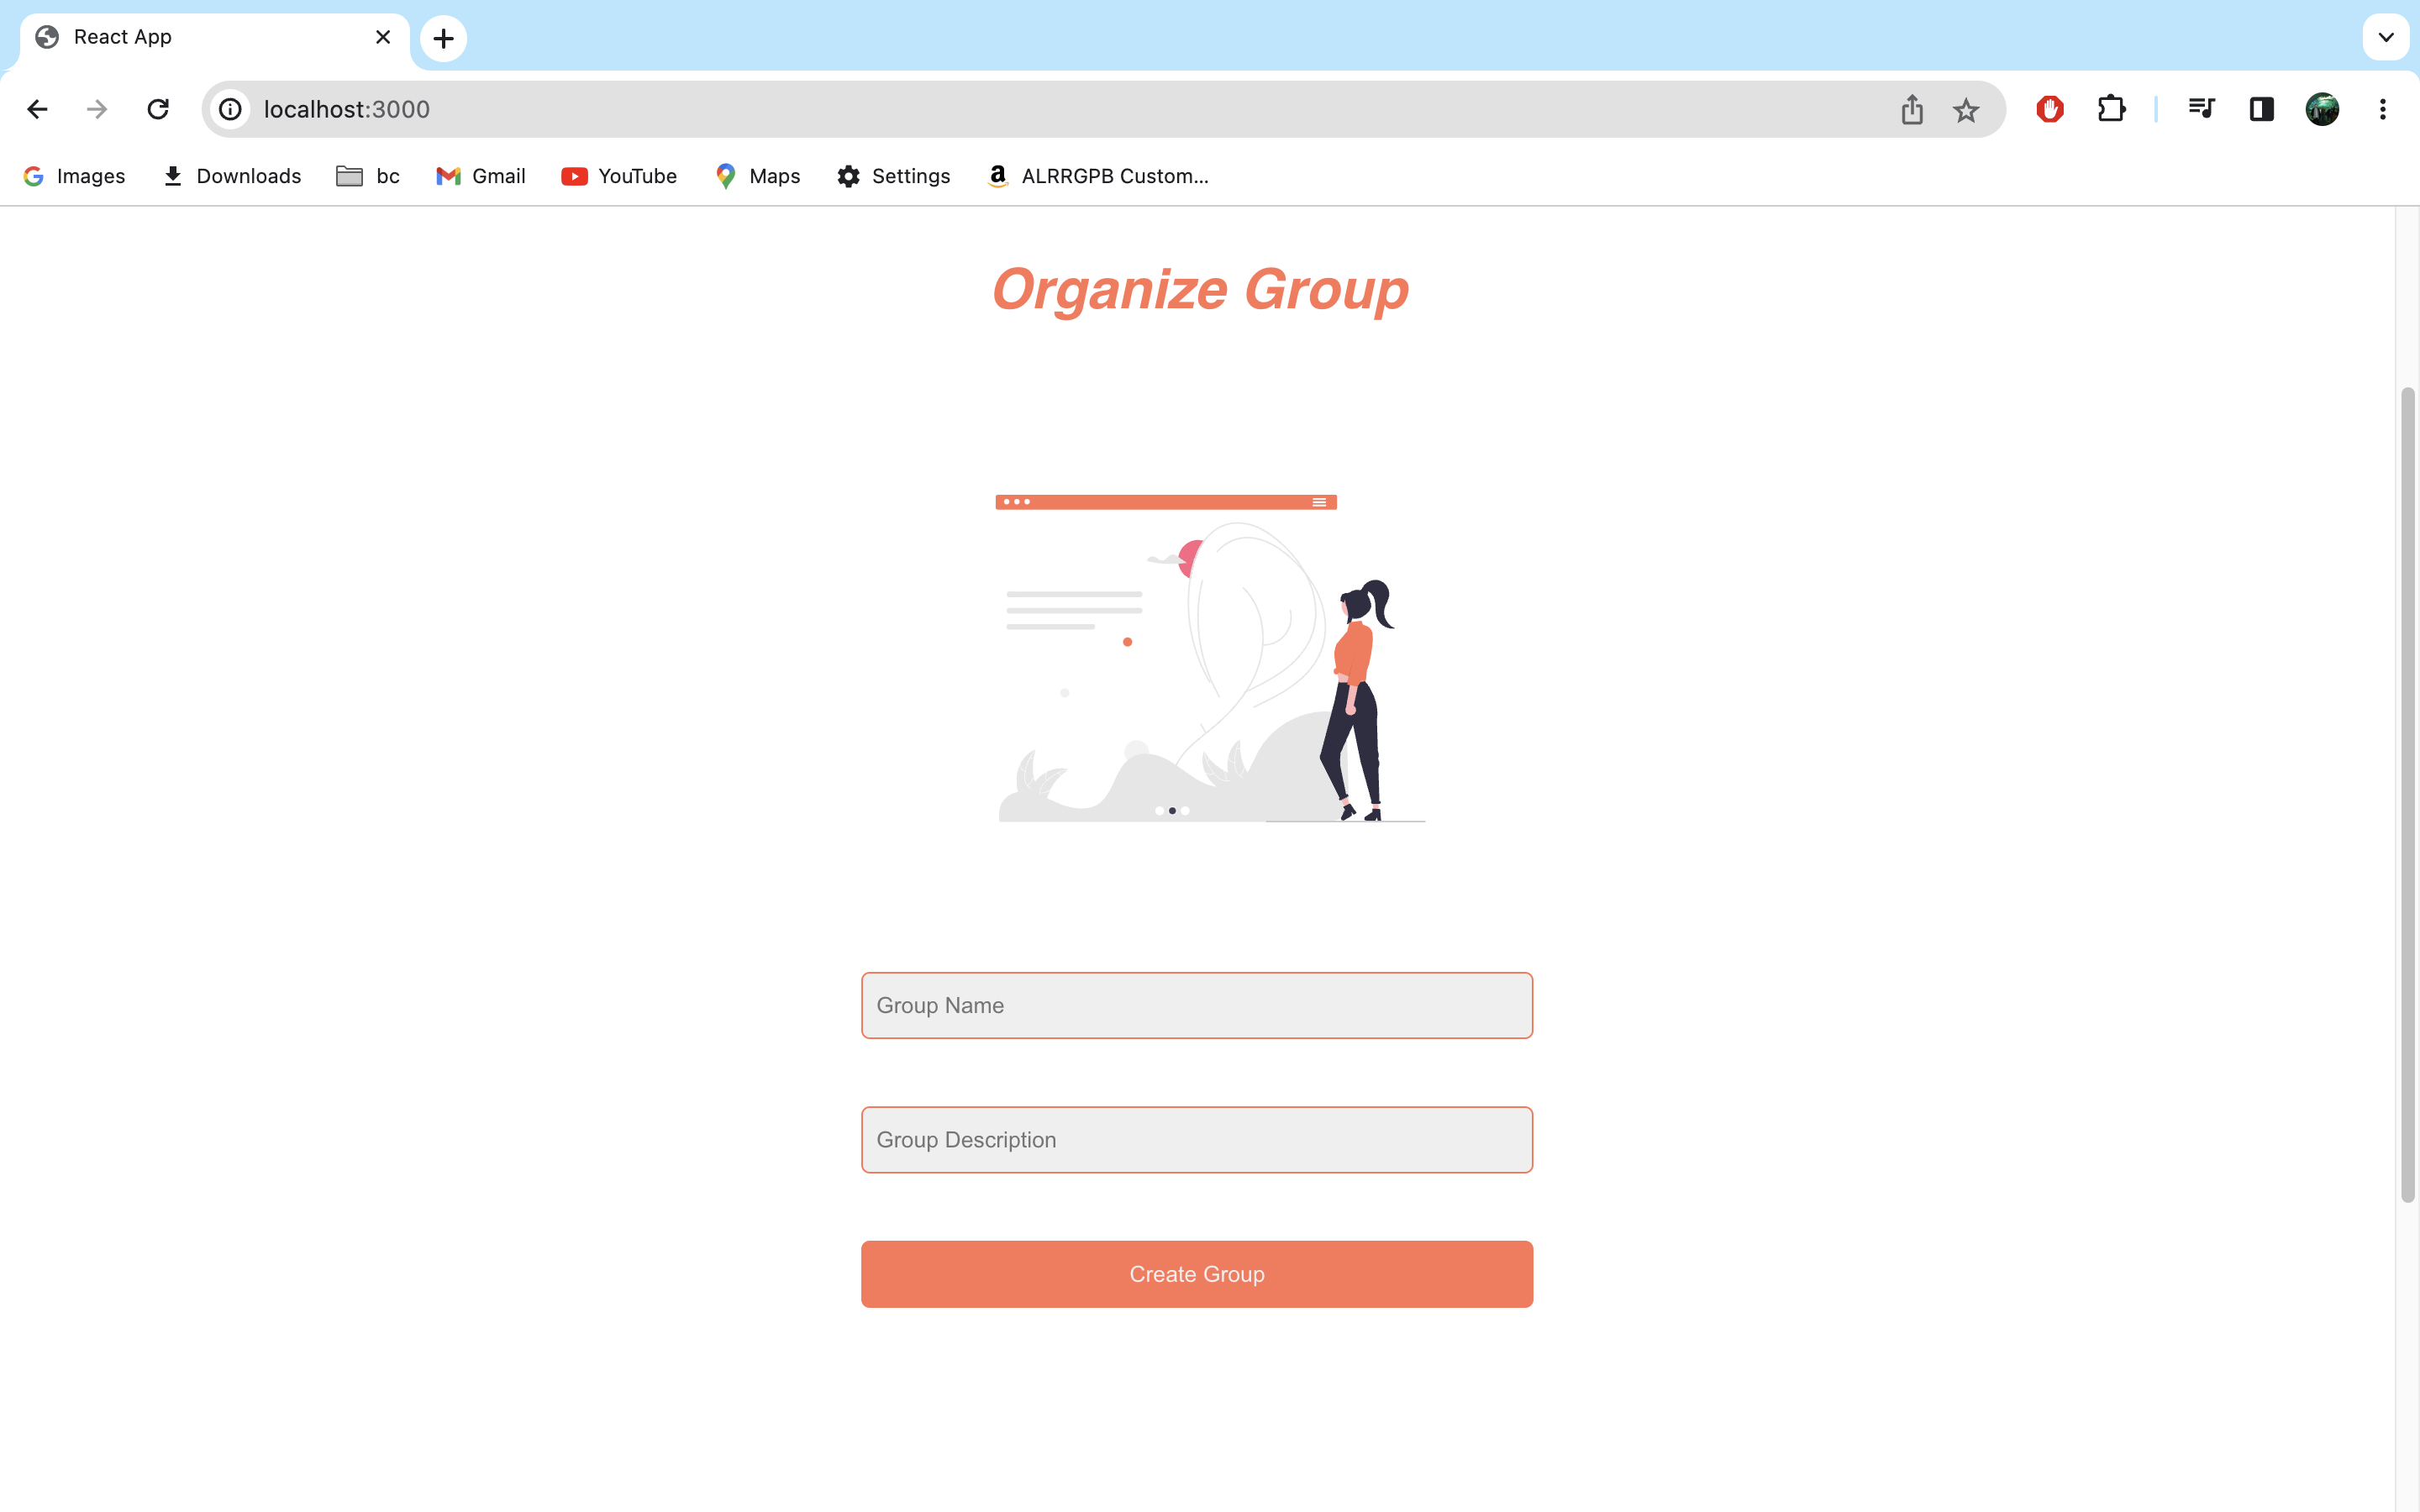 React App
localhost:3000
Images Downloads bc Gmail YouTube Maps Settings ALRRGPB Custom...
Organize Group
Group Name
Group Description
Create Group